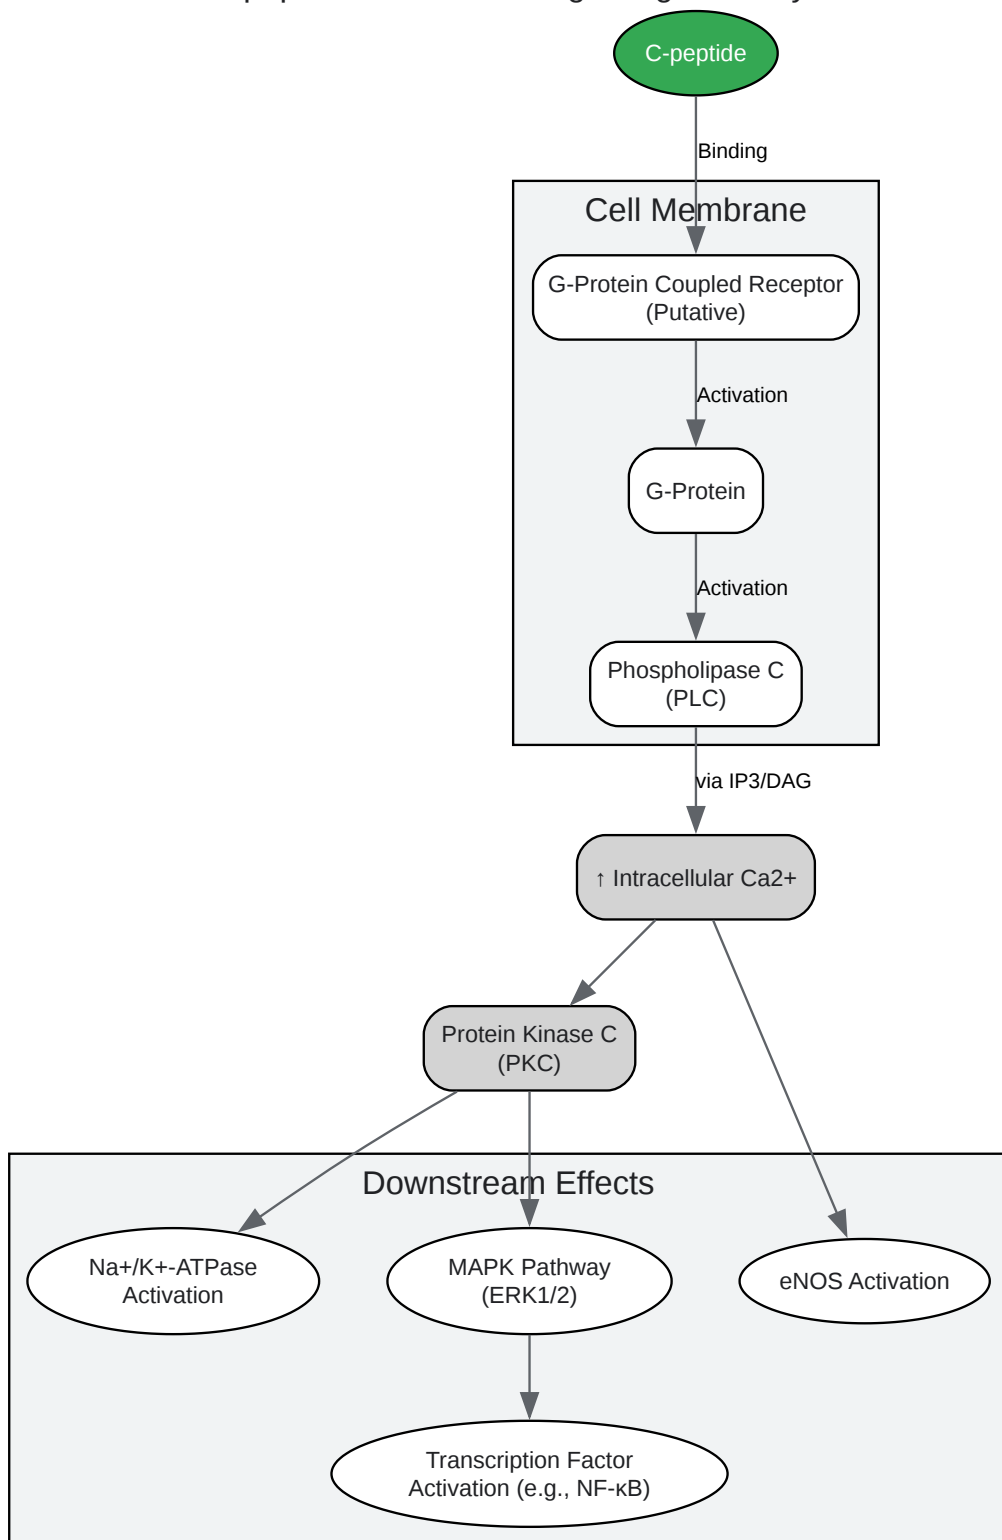 C-peptide
Binding
Cell Membrane
G-Protein Coupled Receptor
(Putative)
Activation
G-Protein
Activation
Phospholipase C
(PLC)
via IP3/DAG
↑ Intracellular Ca2+
Protein Kinase C
(PKC)
Downstream Effects
Na+/K+-ATPase
Activation
MAPK Pathway
(ERK1/2)
eNOS Activation
Transcription Factor
Activation (e.g., NF-κB)